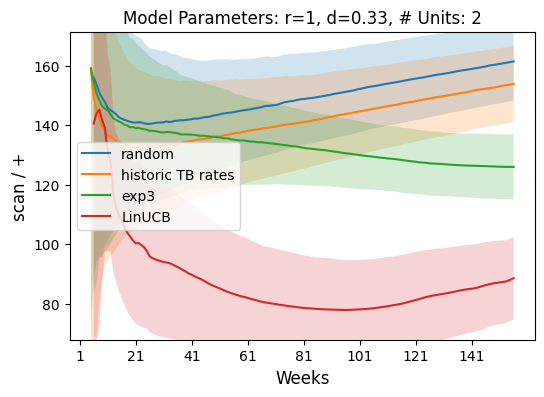 Model Parameters: r=1, d=0.33, # Units: 2
scan / +
160
140
120
100
80
random
historic TB rates
exp3
LinUCB
1 21 41 61 81 101 121 141
Weeks